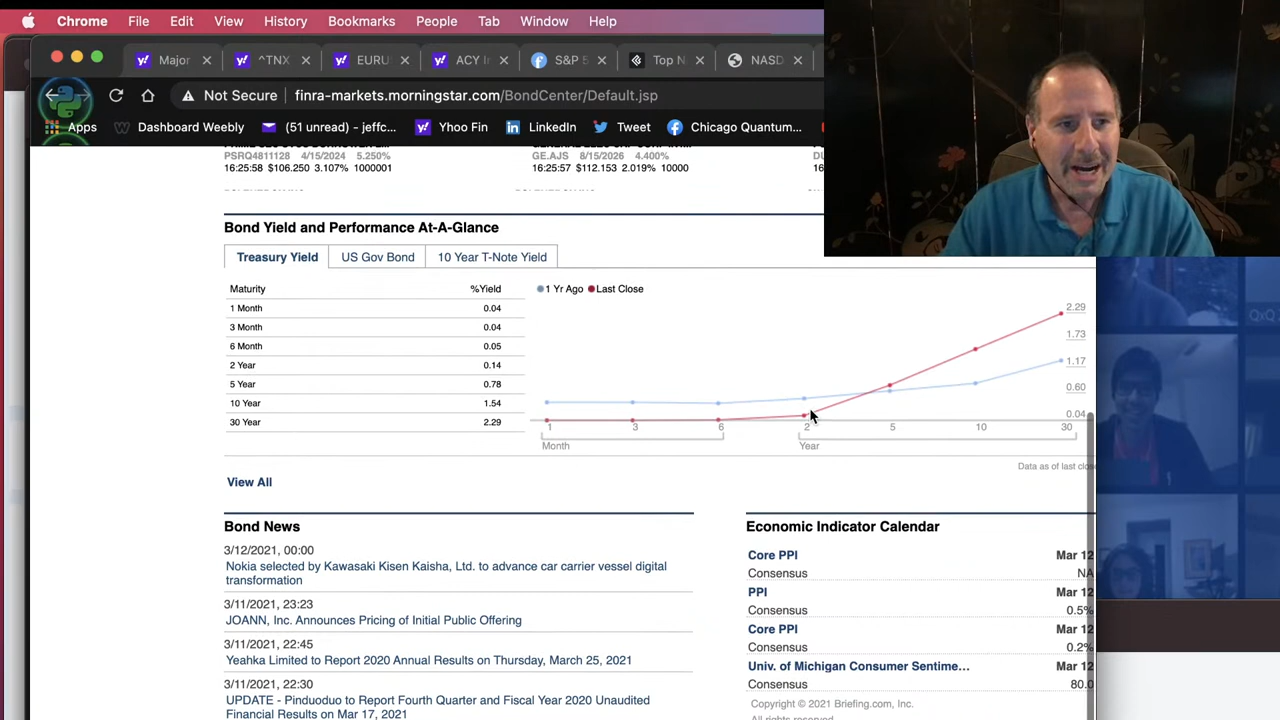 Chrome File Edit View History Bookmarks People Tab Window Help
Major ^TNX EURU ACY I S&P 5 Top N NASD
Not Secure finra-markets.morningstar.com/BondCenter/Default.jsp
Apps Dashboard Weekly (51 unread) - jeffc... Yhoo Fin LinkedIn Tweet Chicago Quantum...
PSRQ4811128 4/15/2024 5.250% GE.AJS 8/15/2026 4.400% DU
16:25:58 $106.250 3.107% 1000001 16:25:57 $112.153 2.019% 10000 16
Bond Yield and Performance At-A-Glance
Treasury Yield US Gov Bond 10 Year T-Note Yield
Maturity %Yield 1 Yr Ago Last Close
1 Month 0.04
3 Month 0.04
6 Month 0.05
2 Year 0.14
5 Year 0.78
10 Year 1.54
30 Year 2.29
2.29
1.73
1.17
0.60
0.04
1 3 6 2 5 10 30
Month Year
Data as of last close
View All
Bond News
3/12/2021, 00:00
Nokia selected by Kawasaki Kisen Kaisha, Ltd. to advance car carrier vessel digital
transformation
3/11/2021, 23:23
JOANN, Inc. Announces Pricing of Initial Public Offering
3/11/2021, 22:45
Yeahka Limited to Report 2020 Annual Results on Thursday, March 25, 2021
3/11/2021, 22:30
UPDATE - Pinduoduo to Report Fourth Quarter and Fiscal Year 2020 Unaudited
Financial Results on Mar 17, 2021
Economic Indicator Calendar
Core PPI Mar 12
Consensus NA
PPI Mar 12
Consensus 0.5%
Core PPI Mar 12
Consensus 0.2%
Univ. of Michigan Consumer Sentime... Mar 12
Consensus 80.0
Copyright © 2021 Briefing.com, Inc.
All rights reserved